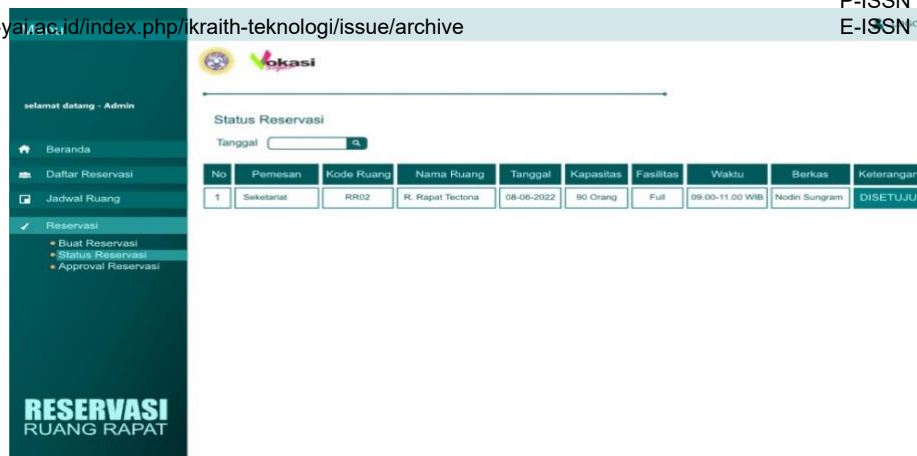 P-ISSN
-yai.ac.id/index.php/ikraith-teknologi/issue/archive
E-ISSN
Menu
Vokasi
selamat datang - Admin
Status Reservasi
Tanggal
Beranda
Daftar Reservasi
Jadwal Ruang
Reservasi
Buat Reservasi
Status Reservasi
Approval Reservasi
No Pemesan Kode Ruang Nama Ruang Tanggal Kapasitas Fasilitas Waktu Berkas Keterangan
1 Seketariat RR02 R. Rapat Tectona 08-06-2022 90 Orang Full 09.00-11.00 WIB Nodin Sungram DISETUJU
RESERVASI
RUANG RAPAT